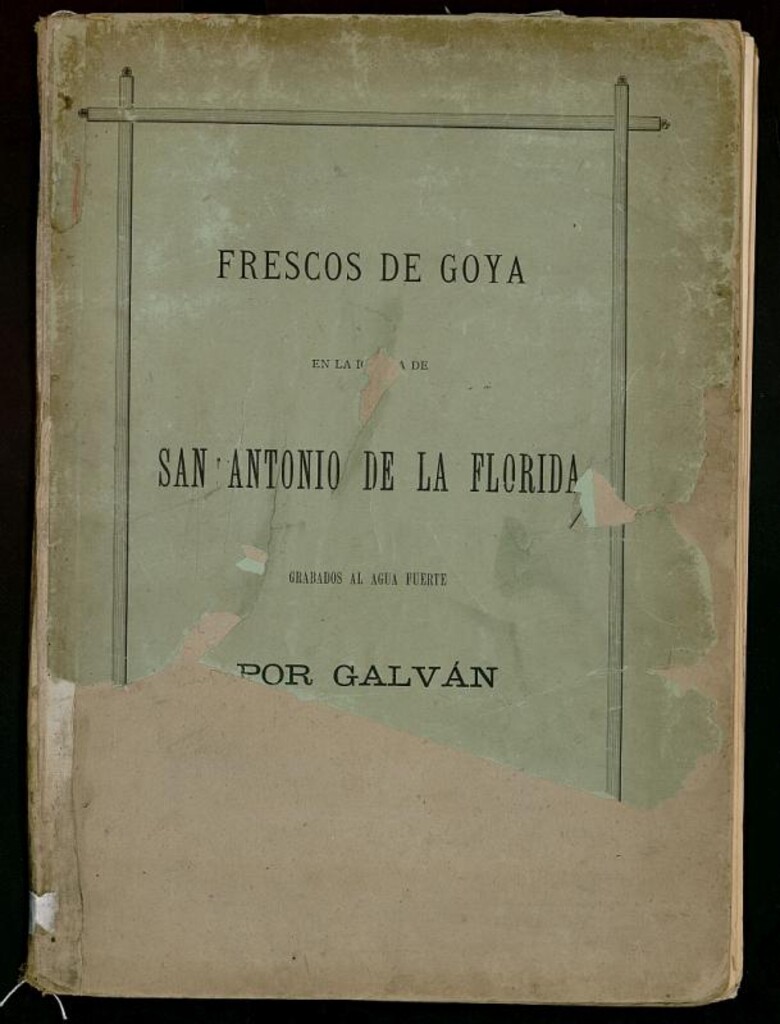 FRESCOS DE GOYA
EN LA DE
SAN ANTONIO DE LA FLORIDA
GRABADOS AL AGUA FUERTE
POR GALVÁN